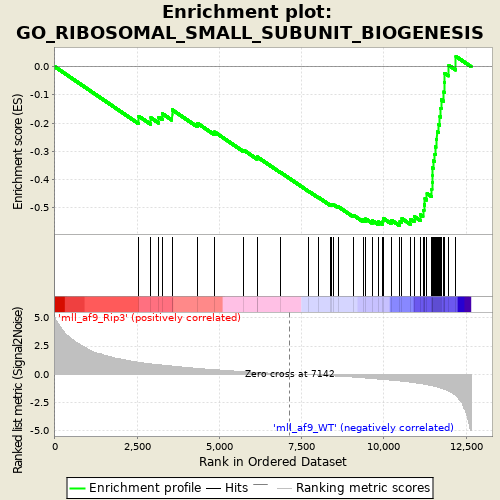 Enrichment plot:
GO_RIBOSOMAL_SMALL_SUBUNIT_BIOGENESIS
Enrichment score (ES)
0.0
-0.1
-0.2
-0.3
-0.4
-0.5
Ranked list metric (Signal2Noise)
5.0
2.5
0.0
-2.5
-5.0
'mll_af9_Rip3' (positively correlated)
Zero cross at 7142
'mll_af9_WT' (negatively correlated)
0
2,500
5,000
7,500
10,000
12,500
Rank in Ordered Dataset
Enrichment profile
Hits
Ranking metric scores